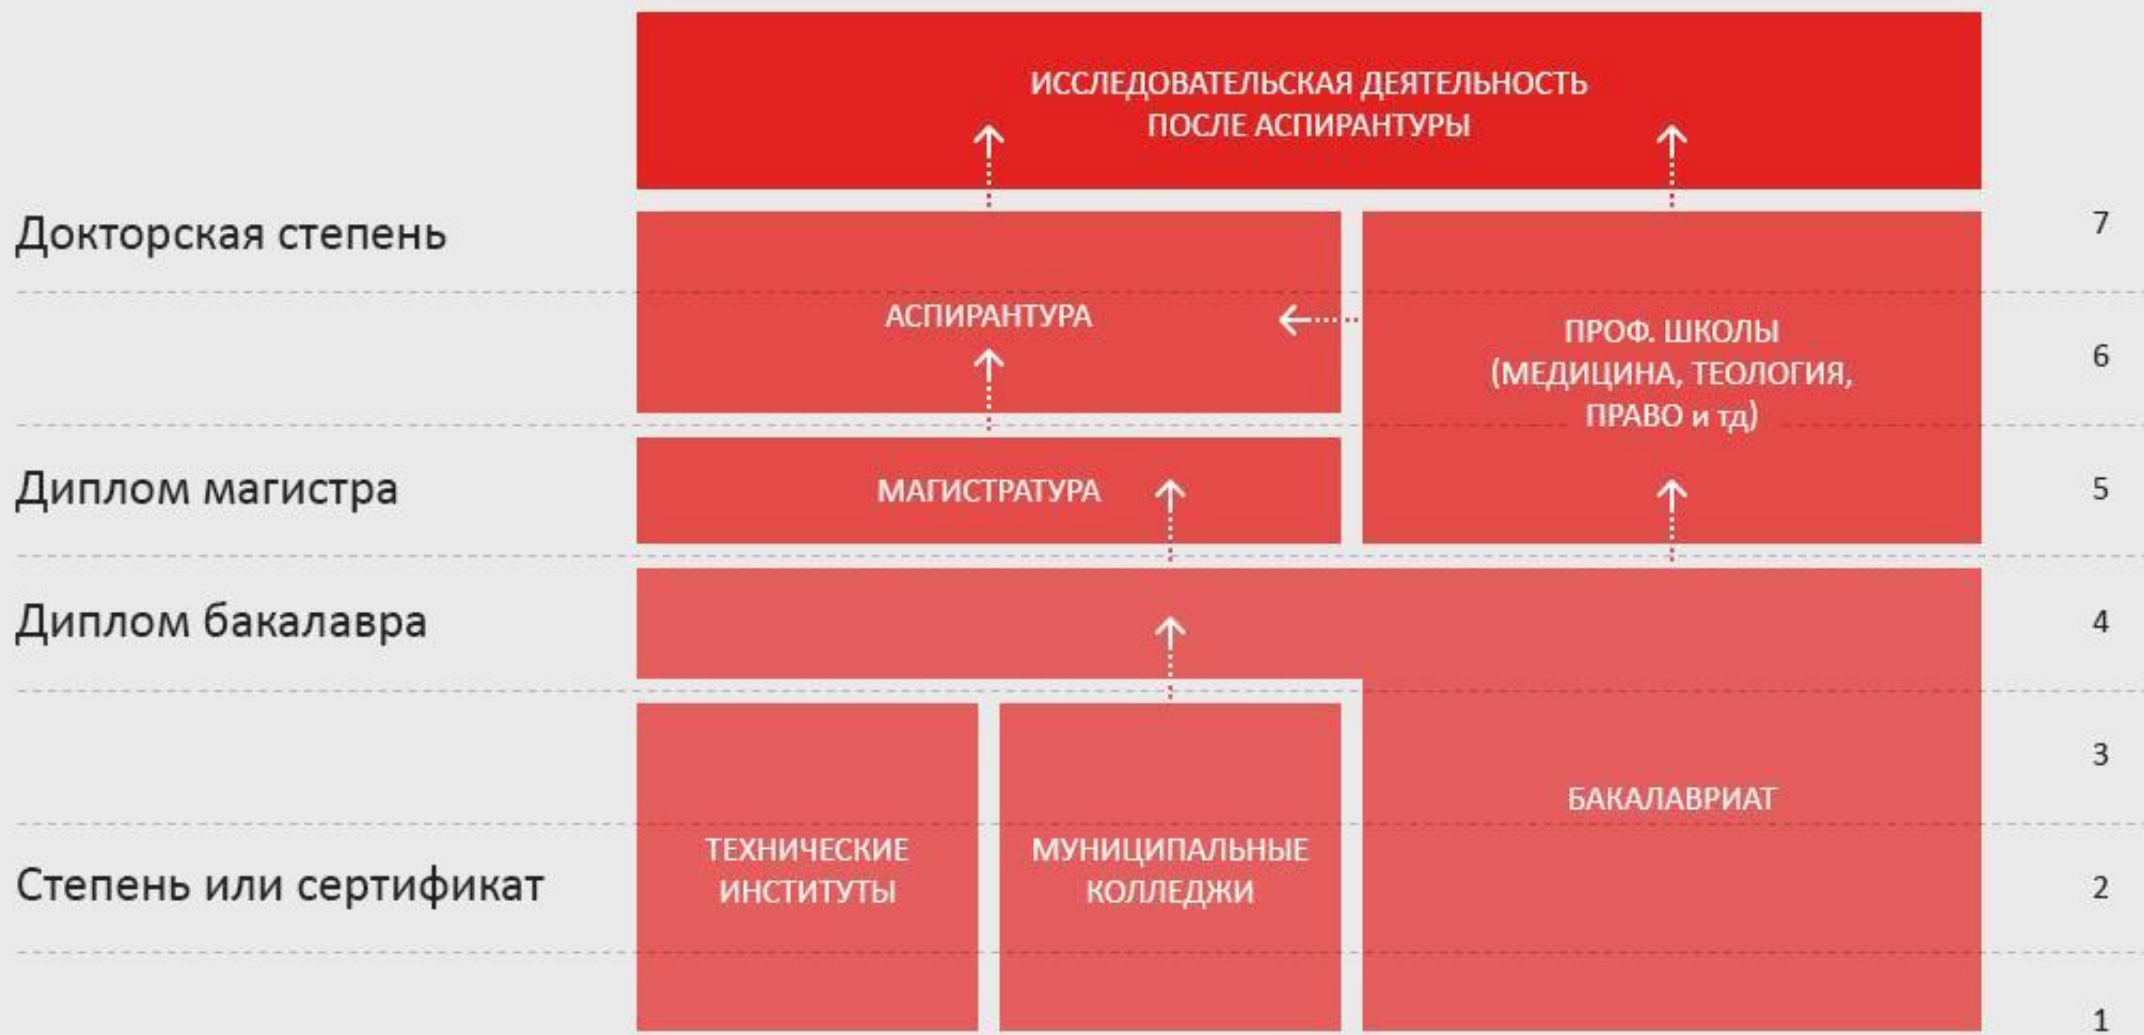 ИССЛЕДОВАТЕЛЬСКАЯ ДЕЯТЕЛЬНОСТЬ
ПОСЛЕ АСПИРАНТУРЫ
Докторская степень
7
АСПИРАНТУРА
ПРОФ. ШКОЛЫ
(МЕДИЦИНА, ТЕОЛОГИЯ,
ПРАВО и тд)
6
Диплом магистра
МАГИСТРАТУРА
5
Диплом бакалавра
4
3
БАКАЛАВРИАТ
ТЕХНИЧЕСКИЕ
ИНСТИТУТЫ
МУНИЦИПАЛЬНЫЕ
КОЛЛЕДЖИ
Степень или сертификат
2
1